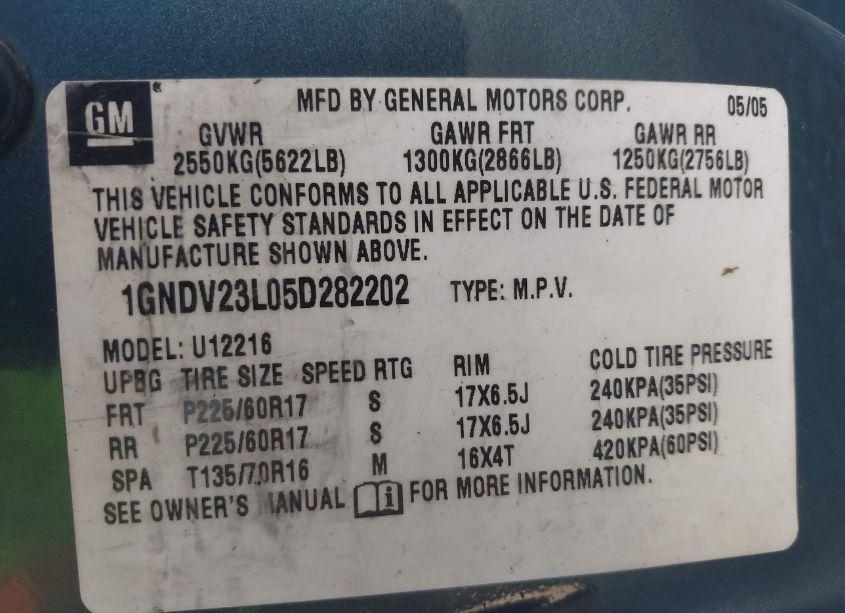 GM® MFD BY GENERAL MOTORS CORP. 05/05
GVWR GAWR FRT GAWR RR
2550KG(5622LB) 1300KG(2866LB) 1250KG(2756LB)
THIS VEHICLE CONFORMS TO ALL APPLICABLE U.S. FEDERAL MOTOR
VEHICLE SAFETY STANDARDS IN EFFECT ON THE DATE OF
MANUFACTURE SHOWN ABOVE.
1GNDV23L05D282202 TYPE: M.P.V.
MODEL: U12216
UPBG TIRE SIZE SPEED RTG RIM COLD TIRE PRESSURE
FRT P225/60R17 S 17X6.5J 240KPA(35PSI)
RR P225/60R17 S 17X6.5J 240KPA(35PSI)
SPA T135/70R16 M 16X4T 420KPA(60PSI)
SEE OWNER'S MANUAL i FOR MORE INFORMATION.